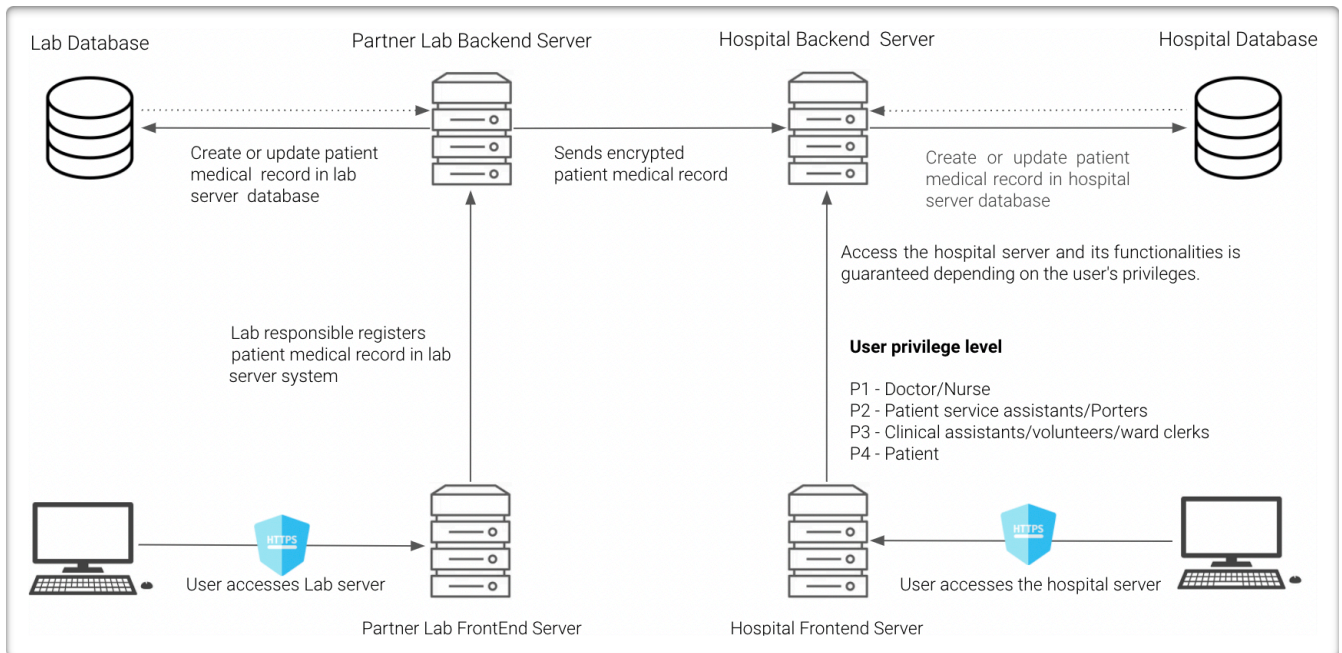 Lab Database
Partner Lab Backend Server
Hospital Backend Server
Hospital Database
Create or update patient
medical record in lab
server database
Sends encrypted
patient medical record
Create or update patient
medical record in hospital
server database
Access the hospital server and its functionalities is
guaranteed depending on the user's privileges.
Lab responsible registers
patient medical record in lab
server system
User privilege level
P1 - Doctor/Nurse
P2 - Patient service assistants/Porters
P3 - Clinical assistants/volunteers/ward clerks
P4 - Patient
HTTPS
User accesses Lab server
HTTPS
User accesses the hospital server
Partner Lab FrontEnd Server
Hospital Frontend Server